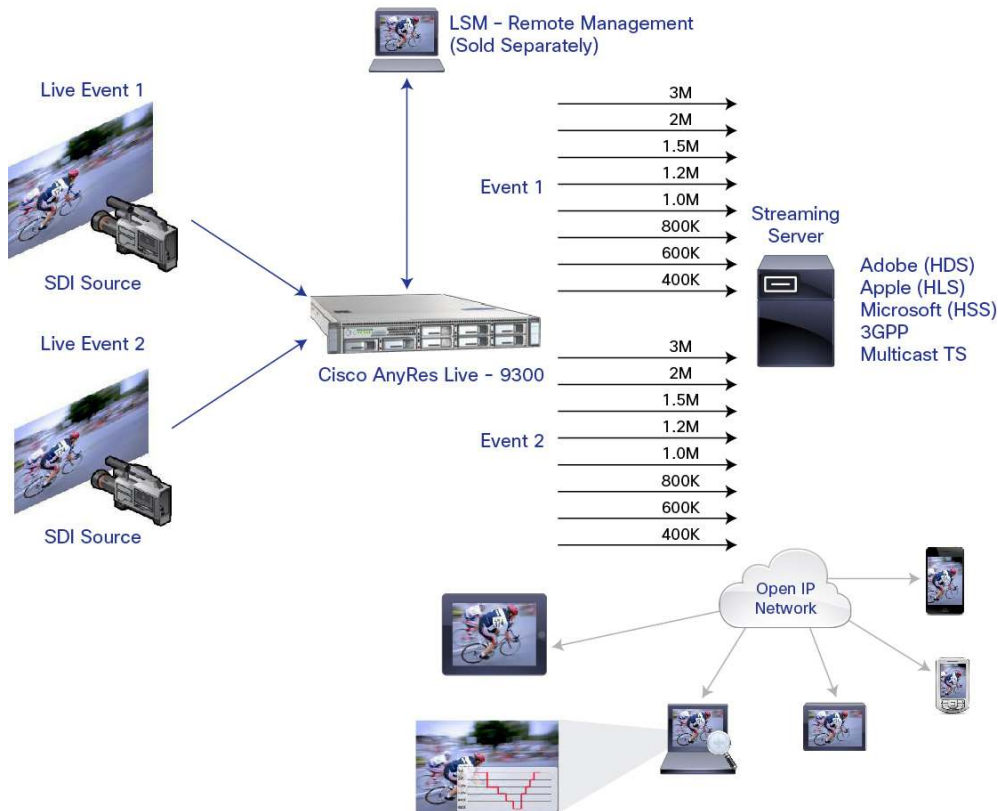 LSM – Remote Management
(Sold Separately)
Live Event 1
SDI Source
Live Event 2
SDI Source
Cisco AnyRes Live – 9300
Event 1
3M
2M
1.5M
1.2M
1.0M
800K
600K
400K
Event 2
3M
2M
1.5M
1.2M
1.0M
800K
600K
400K
Streaming
Server
Adobe (HDS)
Apple (HLS)
Microsoft (HSS)
3GPP
Multicast TS
Open IP
Network